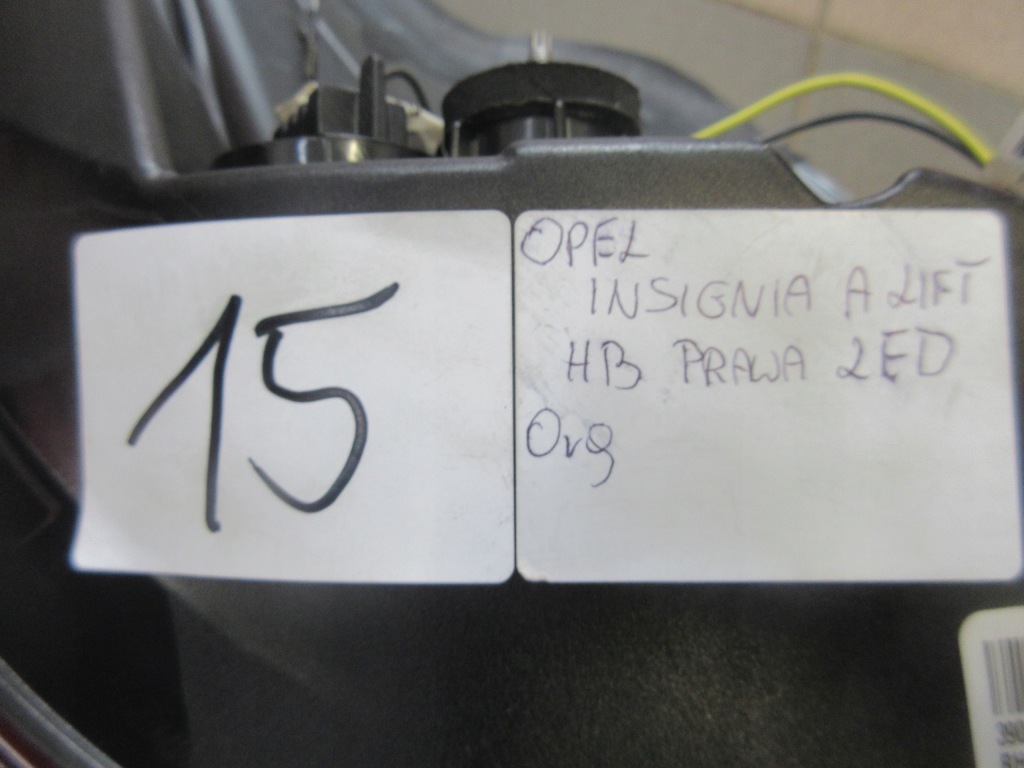 15
OPEL
INSIGNIA A LIFT
HB PRAWA LED
Org